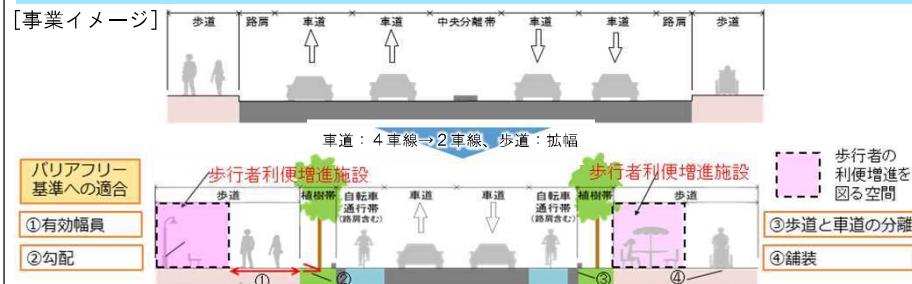 [事業イメージ]
歩道 路肩 車道 車道 中央分離帯 車道 車道 路肩 歩道
車道：４車線→２車線、歩道：拡幅
バリアフリー
基準への適合
①有効幅員
②勾配
歩行者利便増進施設
歩行者利便増進施設
歩道 植樹帯 自転車
通行帯
(路肩含む)
車道 車道 自転車
通行帯
(路肩含む)
植樹帯 歩道
① ② ③ ④
歩行者の
利便増進を
図る空間
③歩道と車道の分離
④舗装